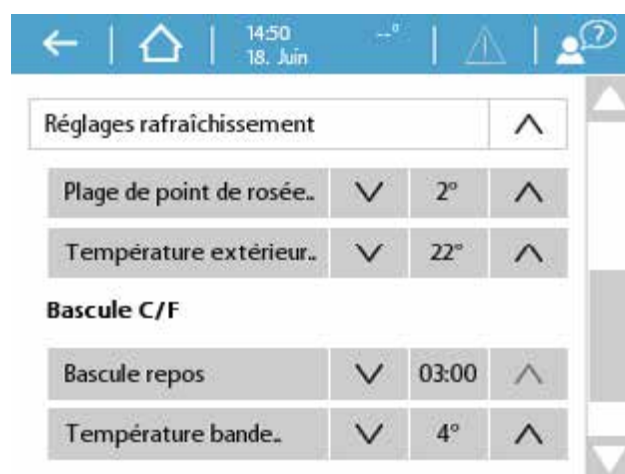 14:50
--°
18. Juin
?
Réglages rafraîchissement
Plage de point de rosée..
2°
Température extérieur..
22°
Bascule C/F
Bascule repos
03:00
Température bande..
4°